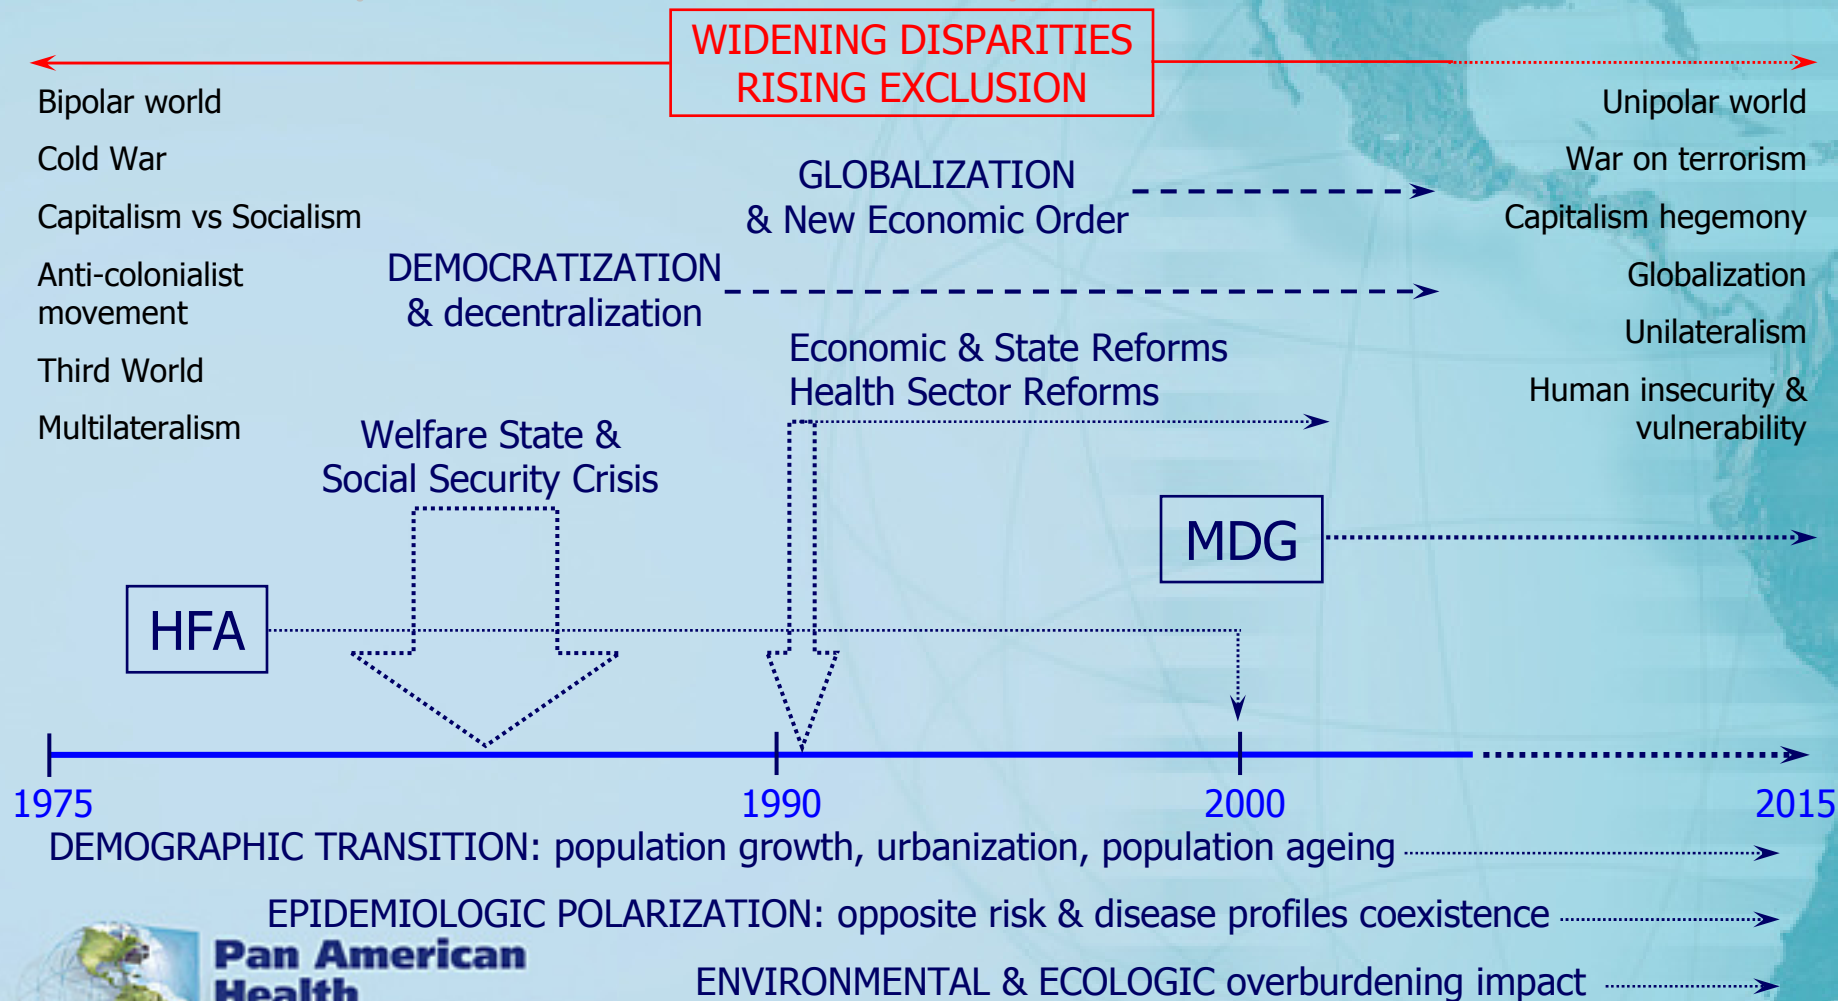 WIDENING DISPARITIES
RISING EXCLUSION
Bipolar world
Cold War
Capitalism vs Socialism
Anti-colonialist
movement
Third World
Multilateralism
Unipolar world
War on terrorism
Capitalism hegemony
Globalization
Unilateralism
Human insecurity &
vulnerability
GLOBALIZATION
& New Economic Order
DEMOCRATIZATION
& decentralization
Economic & State Reforms
Health Sector Reforms
Welfare State &
Social Security Crisis
MDG
HFA
1975
1990
2000
2015
DEMOGRAPHIC TRANSITION: population growth, urbanization, population ageing
EPIDEMIOLOGIC POLARIZATION: opposite risk & disease profiles coexistence
ENVIRONMENTAL & ECOLOGIC overburdening impact
Pan American
Health